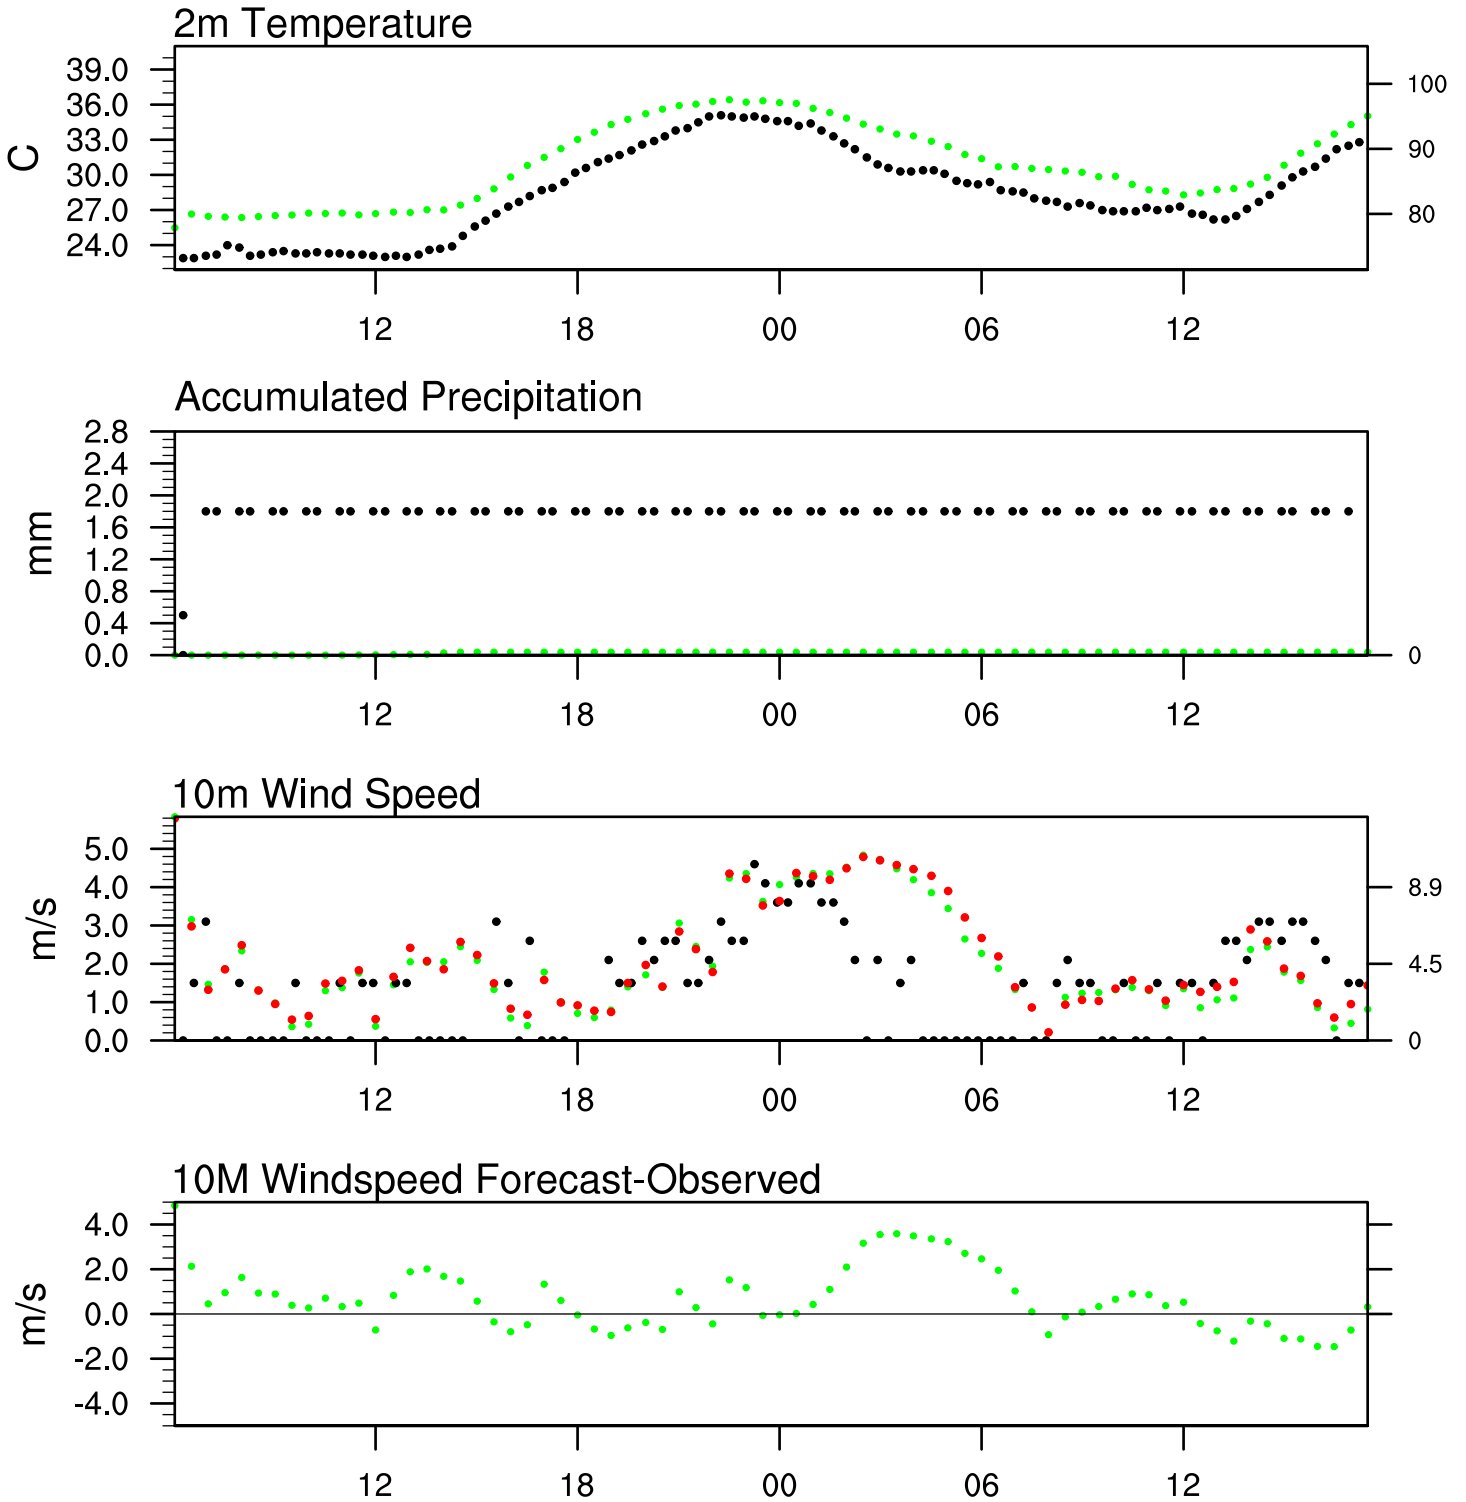 2m Temperature
39.0
36.0
33.0
30.0
27.0
24.0
C
100
90
80
12 18 00 06 12
Accumulated Precipitation
2.8
2.4
2.0
1.6
1.2
0.8
0.4
0.0
mm
0
12 18 00 06 12
10m Wind Speed
5.0
4.0
3.0
2.0
1.0
0.0
m/s
8.9
4.5
0
12 18 00 06 12
10M Windspeed Forecast-Observed
4.0
2.0
0.0
-2.0
-4.0
m/s
12 18 00 06 12